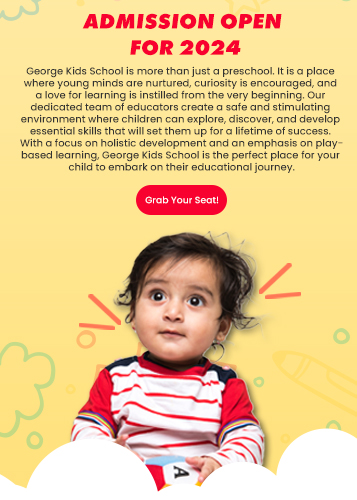 ADMISSION OPEN
FOR 2024
George Kids School is more than just a preschool. It is a place
where young minds are nurtured, curiosity is encouraged, and
a love for learning is instilled from the very beginning. Our
dedicated team of educators create a safe and stimulating
environment where children can explore, discover, and develop
essential skills that will set them up for a lifetime of success.
With a focus on holistic development and an emphasis on play-
based learning, George Kids School is the perfect place for your
child to embark on their educational journey.
Grab Your Seat!
A